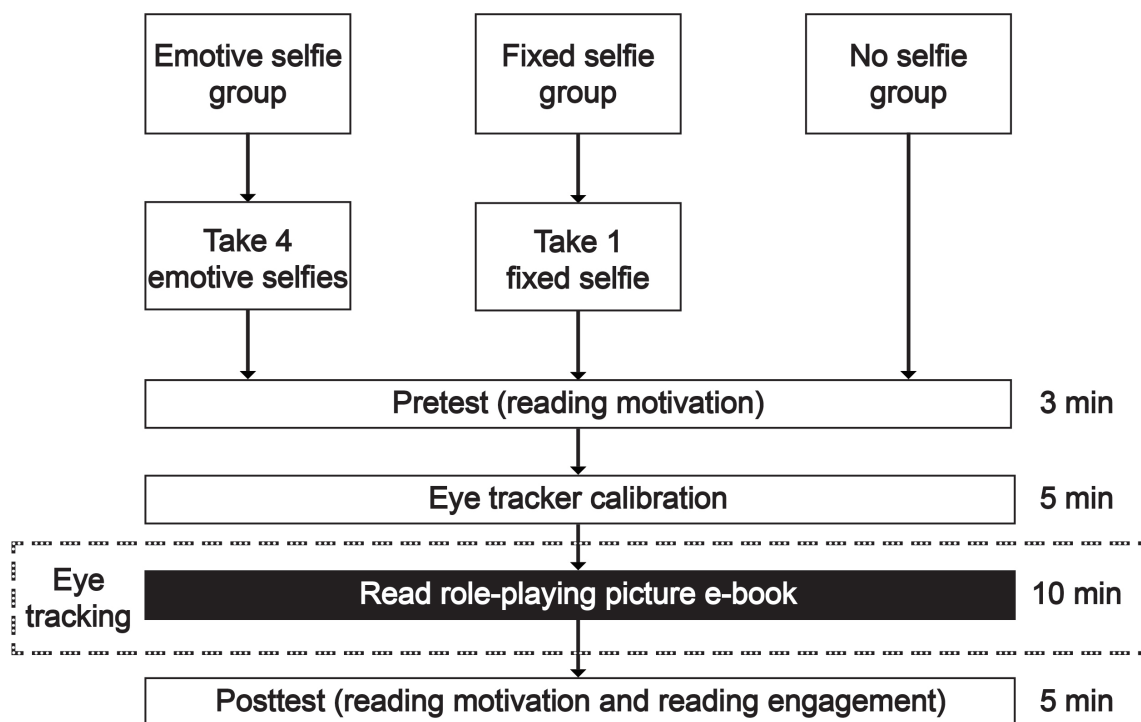 Emotive selfie
group
Fixed selfie
group
No selfie
group
Take 4
emotive selfies
Take 1
fixed selfie
Pretest (reading motivation)
3 min
Eye tracker calibration
5 min
Eye
tracking
Read role-playing picture e-book
10 min
Posttest (reading motivation and reading engagement)
5 min